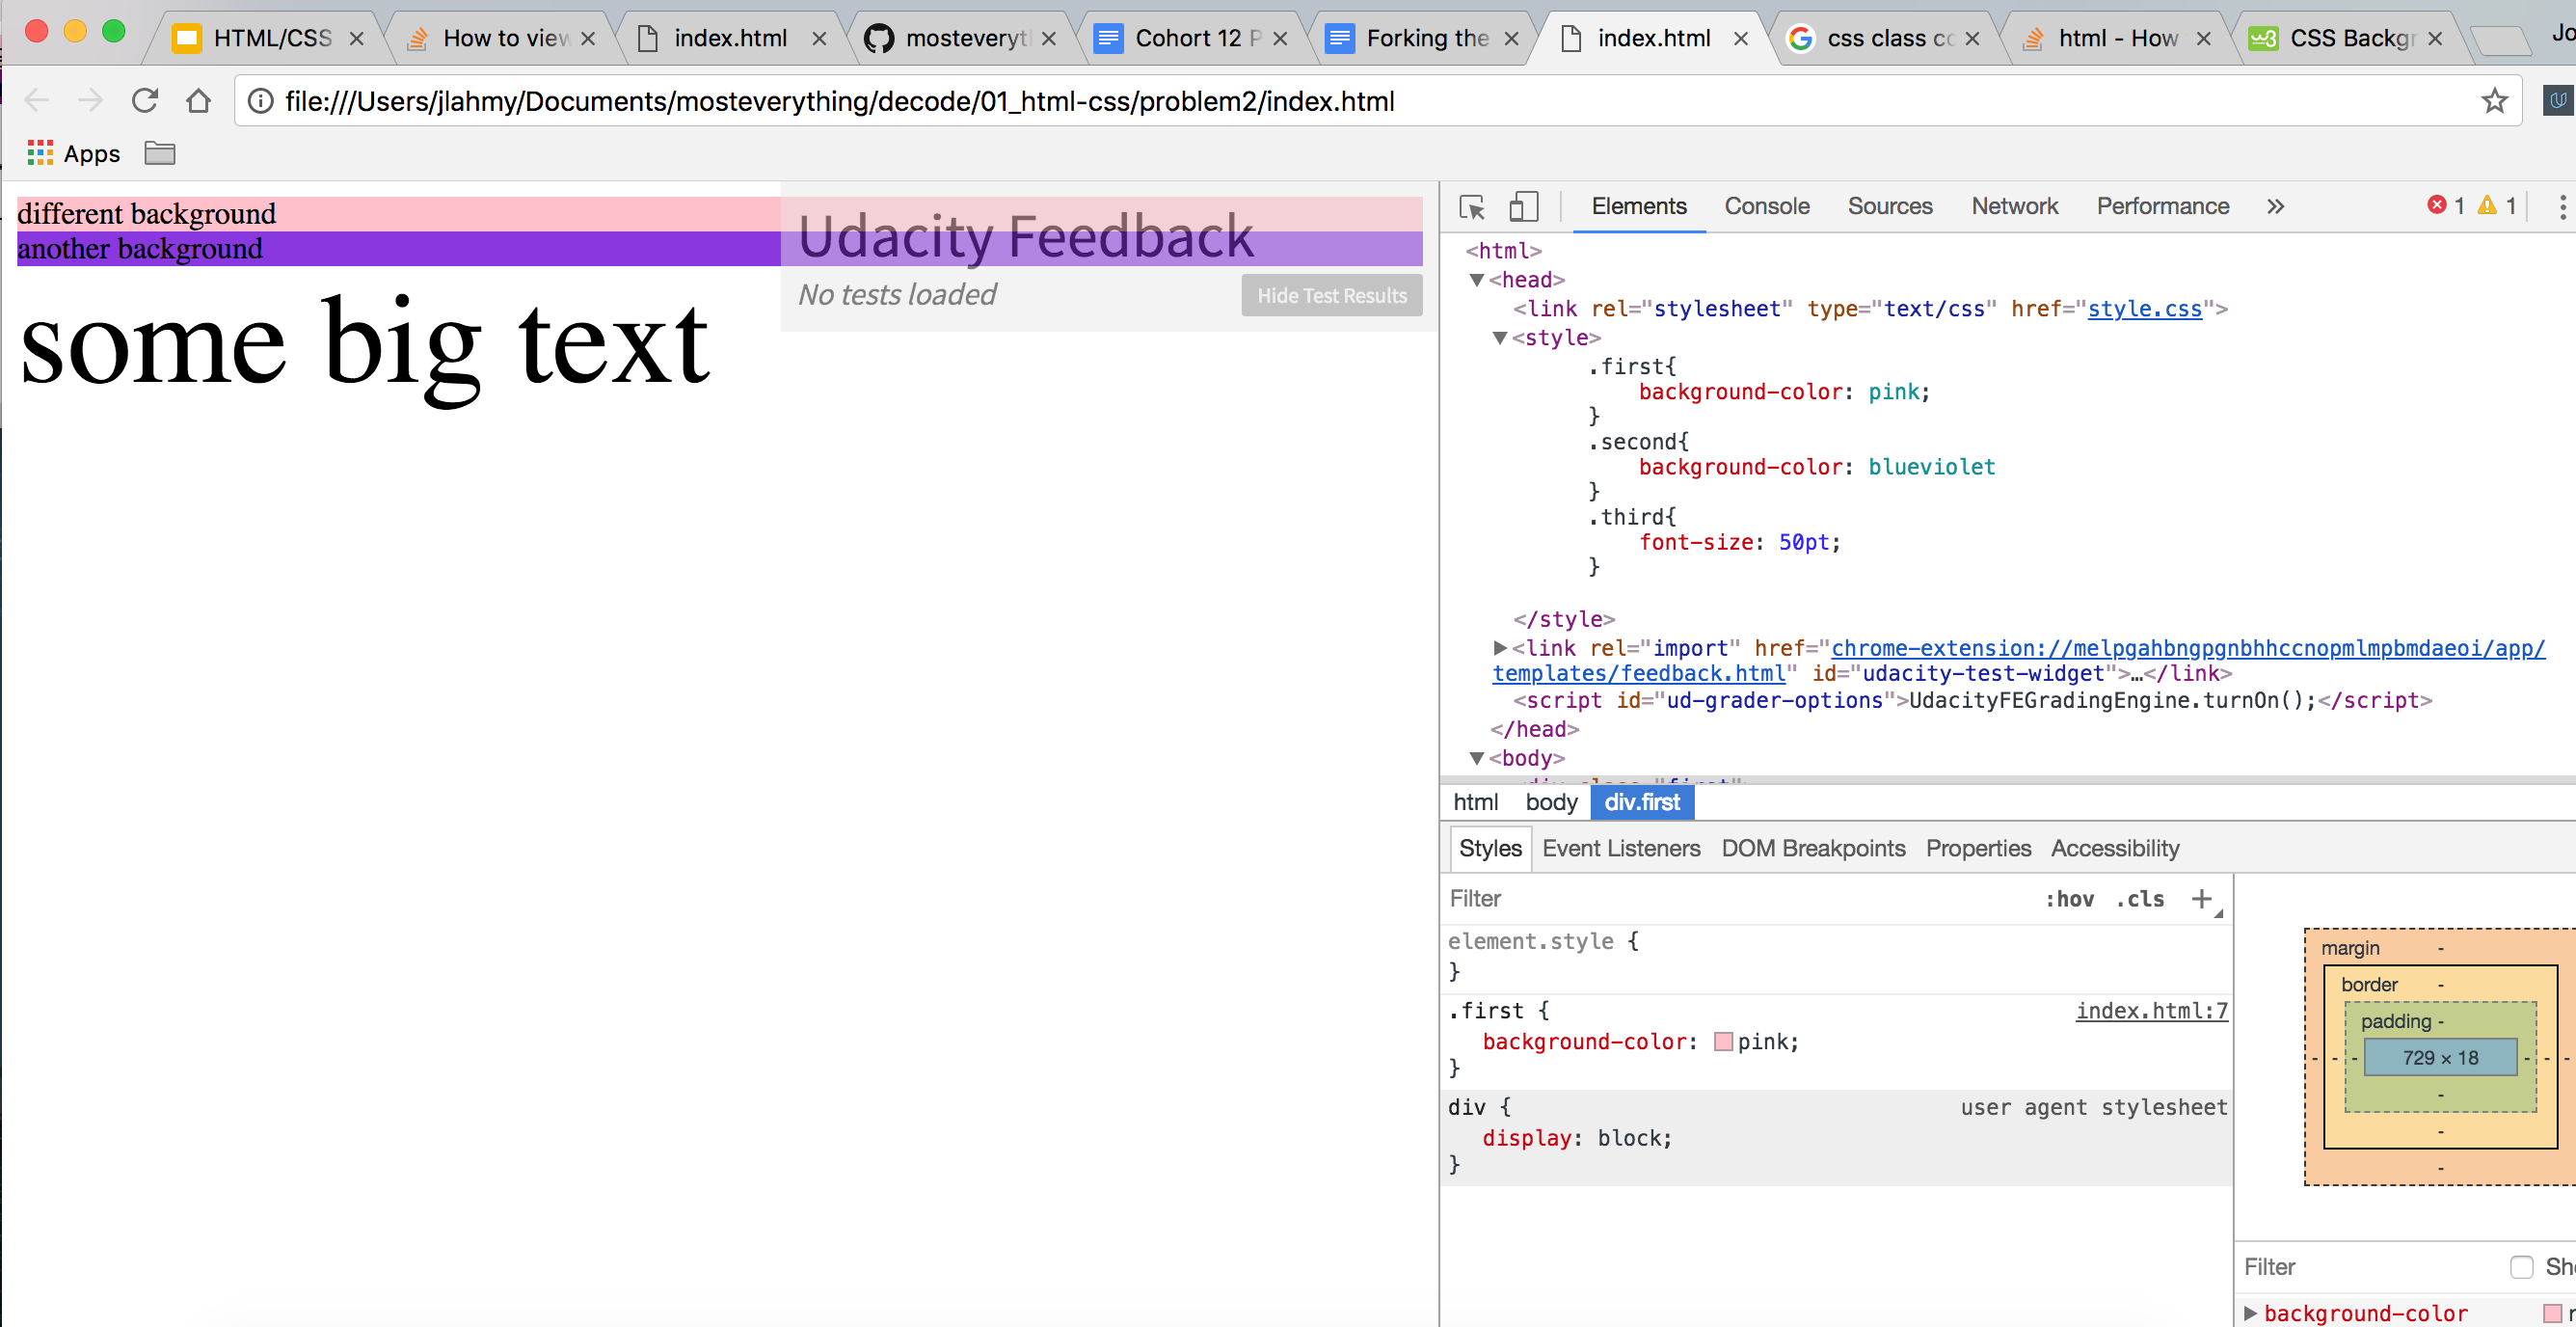 HTML/CSS
How to view
index.html
mosteveryt
Cohort 12 P
Forking the
index.html
css class co
html - How
CSS Backgr
Jo
file:///Users/jlahmy/Documents/mosteverything/decode/01_html-css/problem2/index.html
Apps
different background
another background
some big text
Udacity Feedback
No tests loaded
Hide Test Results
Elements Console Sources Network Performance » 1 1
<html>
<head>
<link rel="stylesheet" type="text/css" href="style.css">
<style>
.first{
background-color: pink;
}
.second{
background-color: blueviolet
}
.third{
font-size: 50pt;
}
</style>
<link rel="import" href="chrome-extension://melpgahbngpgnbhhccnopmlmpbmdaeoi/app/
templates/feedback.html" id="udacity-test-widget">…</link>
<script id="ud-grader-options">UdacityFEGradingEngine.turnOn();</script>
</head>
<body>
<div class="first">
html body div.first
Styles Event Listeners DOM Breakpoints Properties Accessibility
Filter :hov .cls +
element.style {
}
.first { index.html:7
background-color: pink;
}
div { user agent stylesheet
display: block;
}
margin -
border -
padding -
- - - 729 × 18 - - -
-
-
-
Filter Sh
background-color